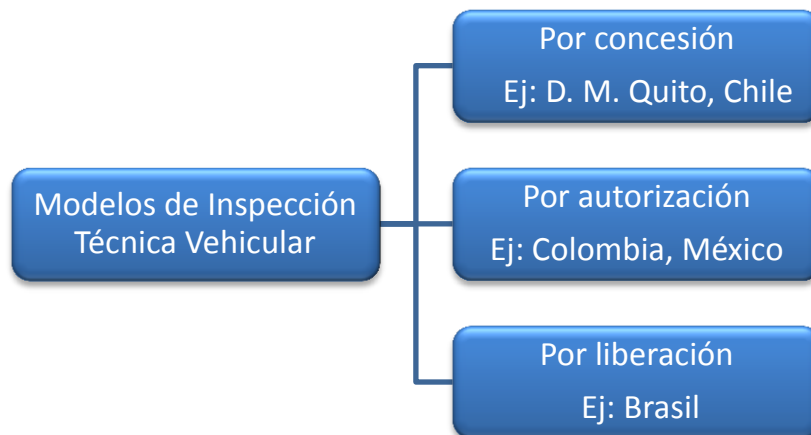 Modelos de Inspección
Técnica Vehicular
Por concesión
Ej: D. M. Quito, Chile
Por autorización
Ej: Colombia, México
Por liberación
Ej: Brasil